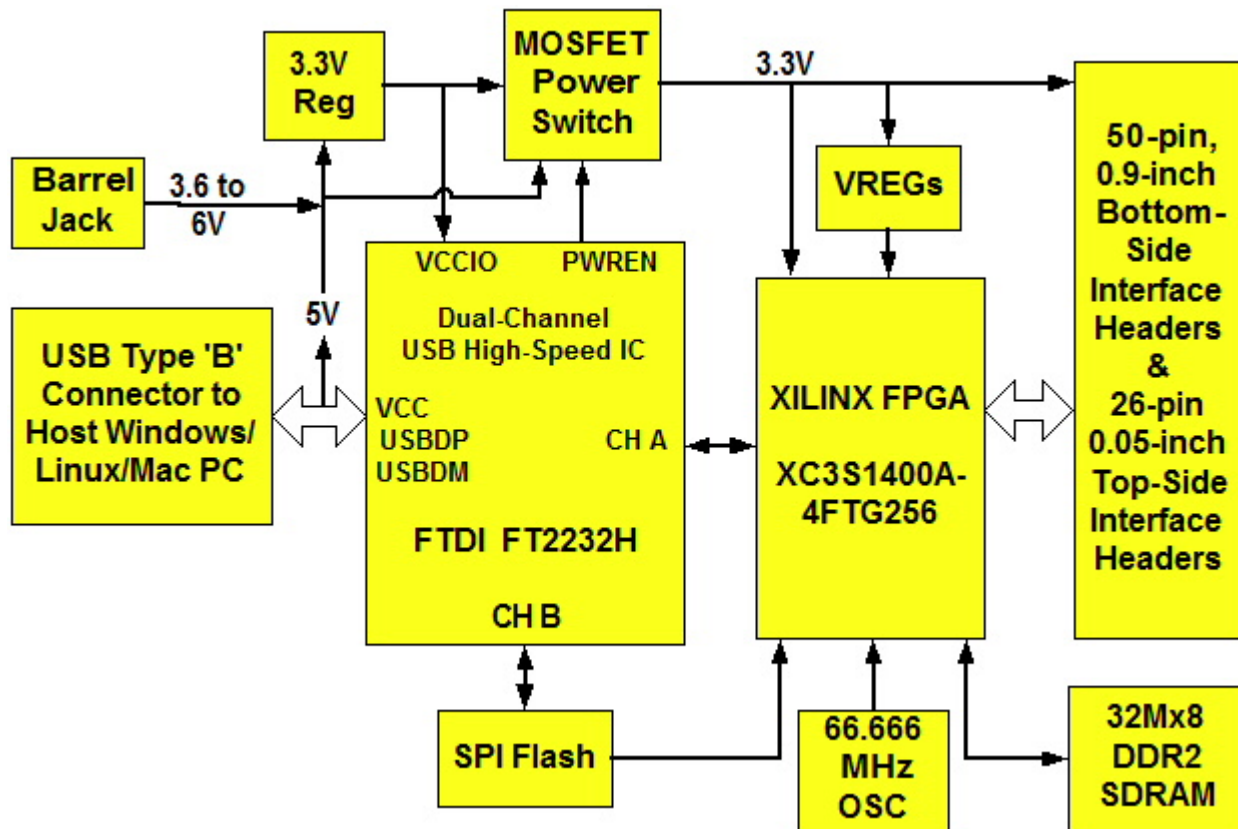 MOSFET
Power
Switch
3.3V
Reg
3.3V
Barrel
Jack
3.6 to
6V
VREGs
50-pin,
0.9-inch
Bottom-
Side
Interface
Headers
&
26-pin
0.05-inch
Top-Side
Interface
Headers
5V
USB Type 'B'
Connector to
Host Windows/
Linux/Mac PC
VCCIO PWREN
Dual-Channel
USB High-Speed IC
VCC
USBDP
USBDM
CH A
FTDI FT2232H
CH B
XILINX FPGA
XC3S1400A-
4FTG256
SPI Flash
66.666
MHz
OSC
32Mx8
DDR2
SDRAM